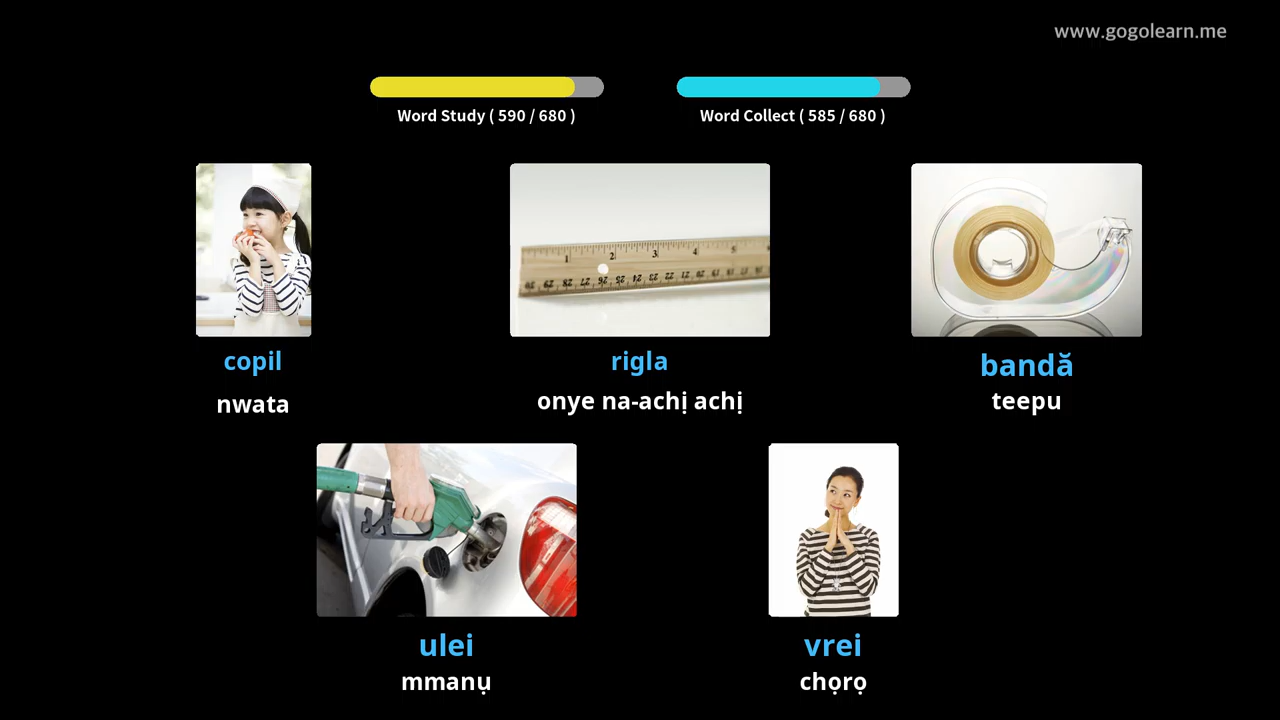 www.gogolearn.me
Word Study ( 590 / 680 )
Word Collect ( 585 / 680 )
copil
nwata
rigla
onye na-achị achị
bandă
teepu
ulei
mmanụ
vrei
chọrọ